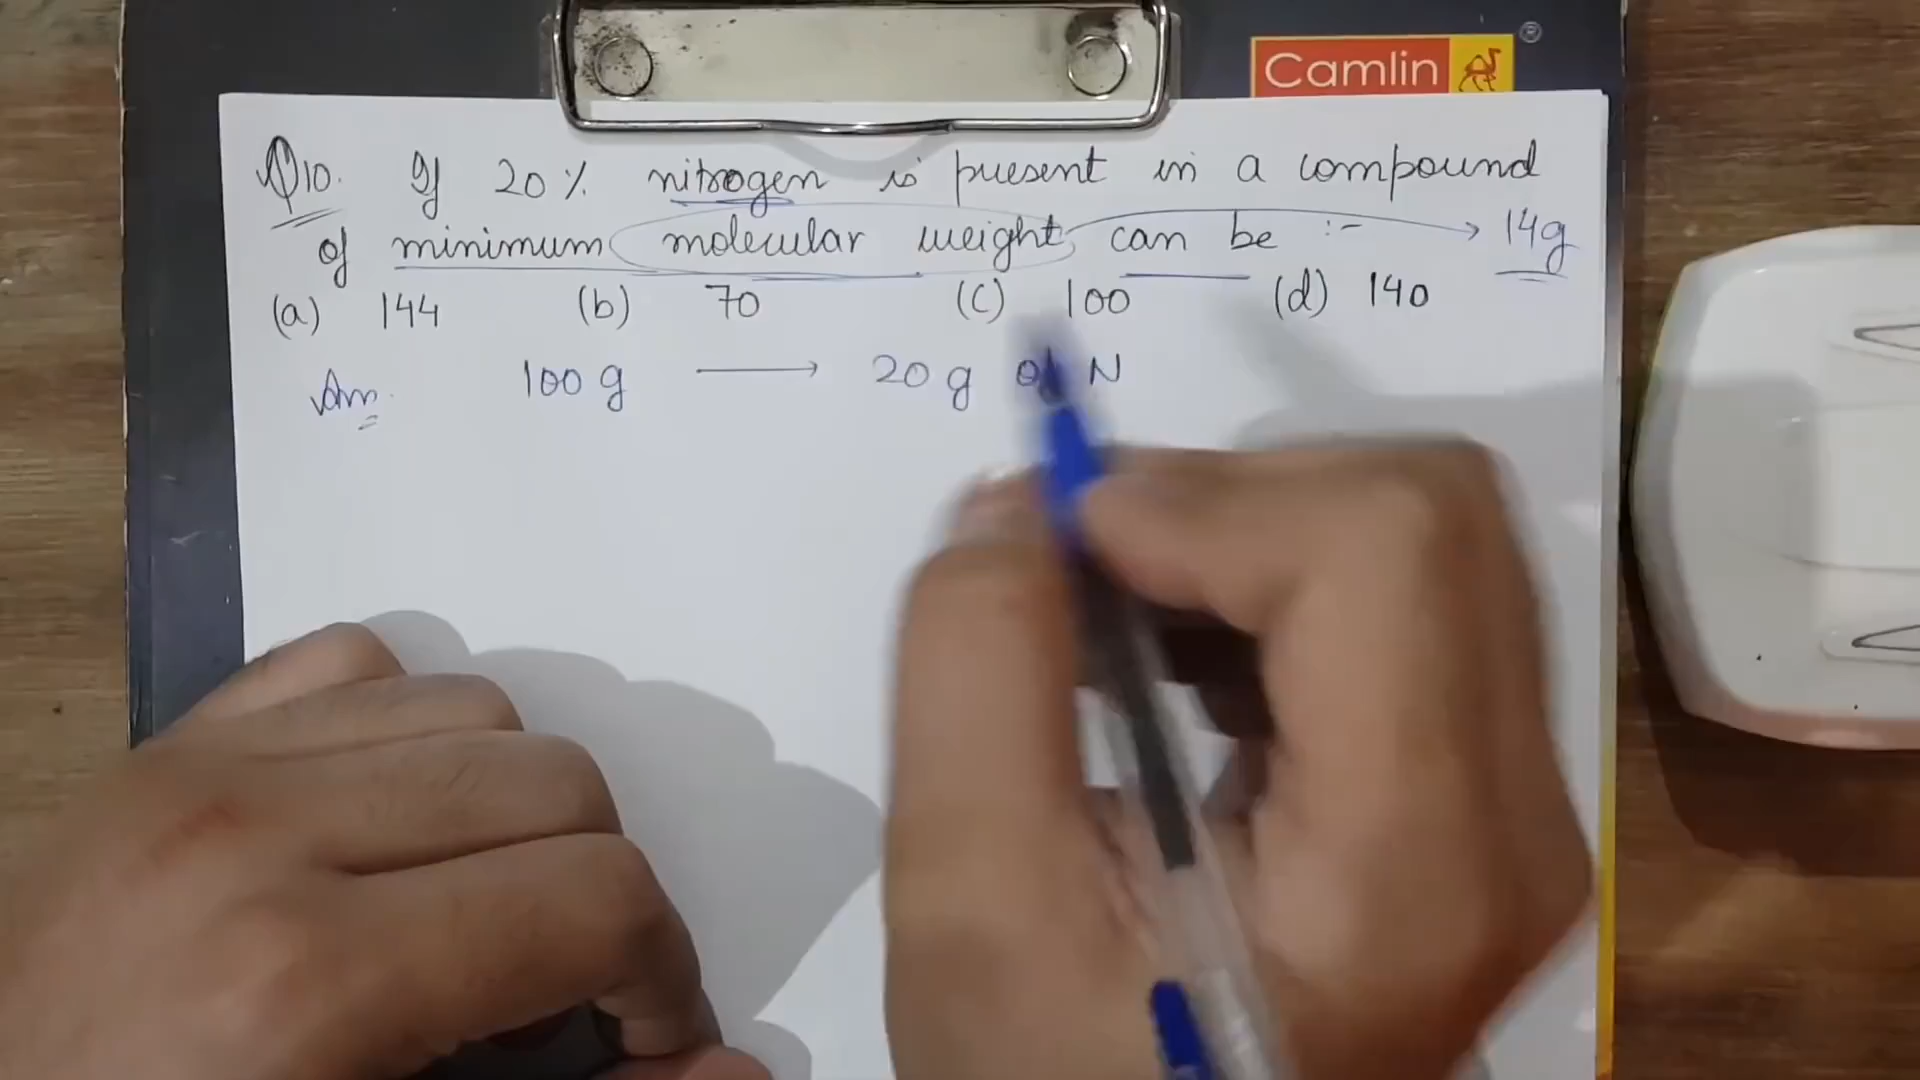 Camlin
®
Q10. If 20% nitrogen is present in a compound
of minimum molecular weight can be :- → 14g
(a) 144 (b) 70 (c) 100 (d) 140
Ans. 100 g → 20 g of N